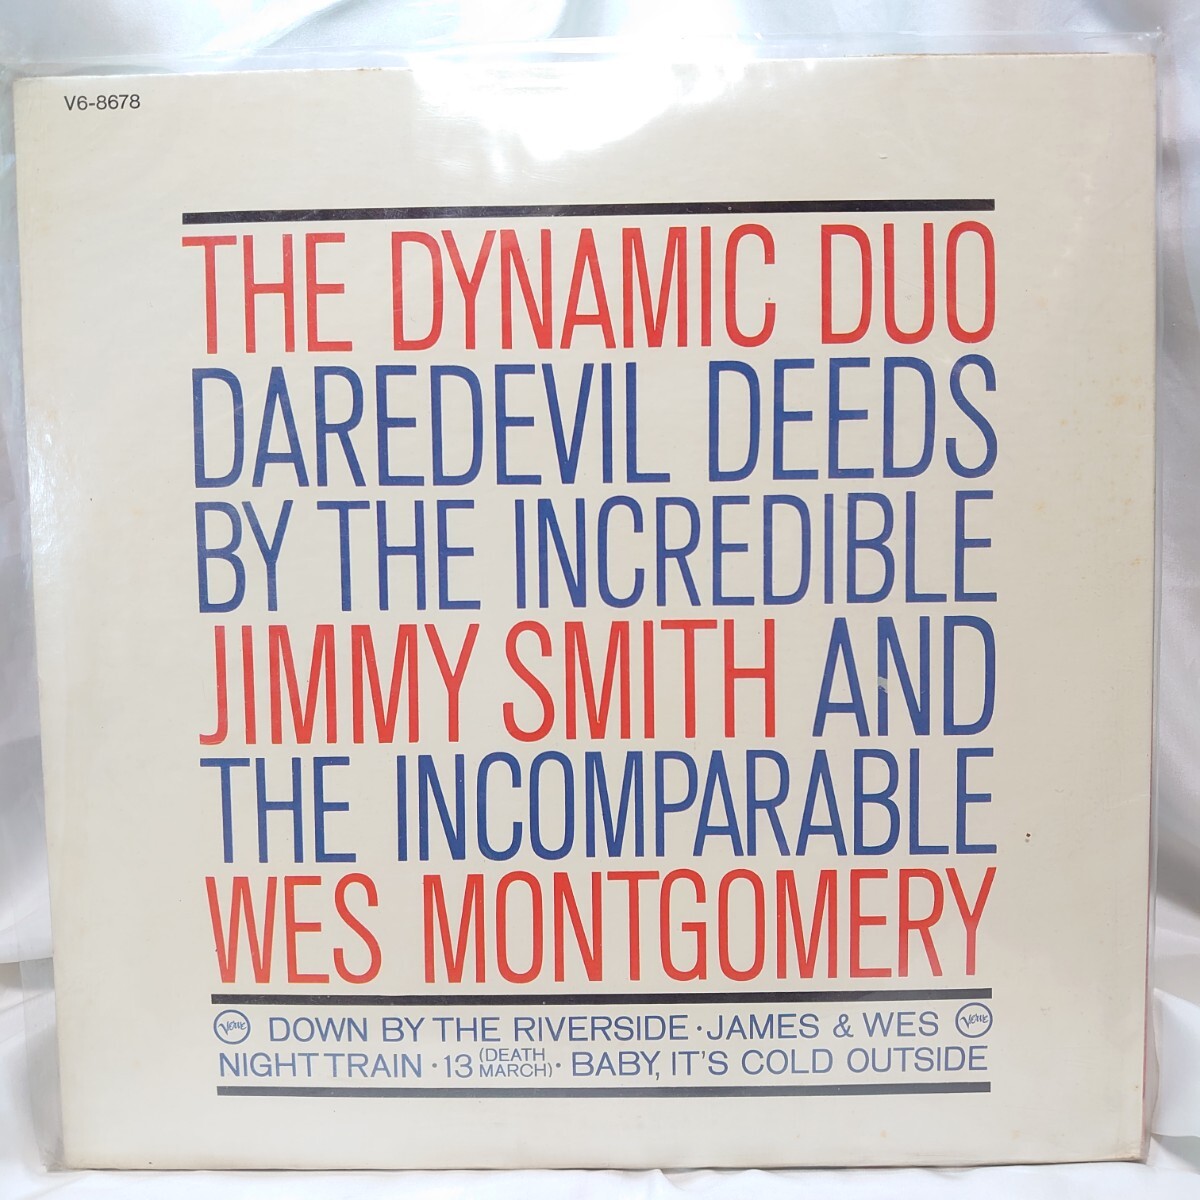 V6-8678
THE DYNAMIC DUO
DAREDEVIL DEEDS
BY THE INCREDIBLE
JIMMY SMITH AND
THE INCOMPARABLE
WES MONTGOMERY
Verve DOWN BY THE RIVERSIDE · JAMES & WES Verve
NIGHT TRAIN · 13 (DEATH MARCH) · BABY, IT'S COLD OUTSIDE